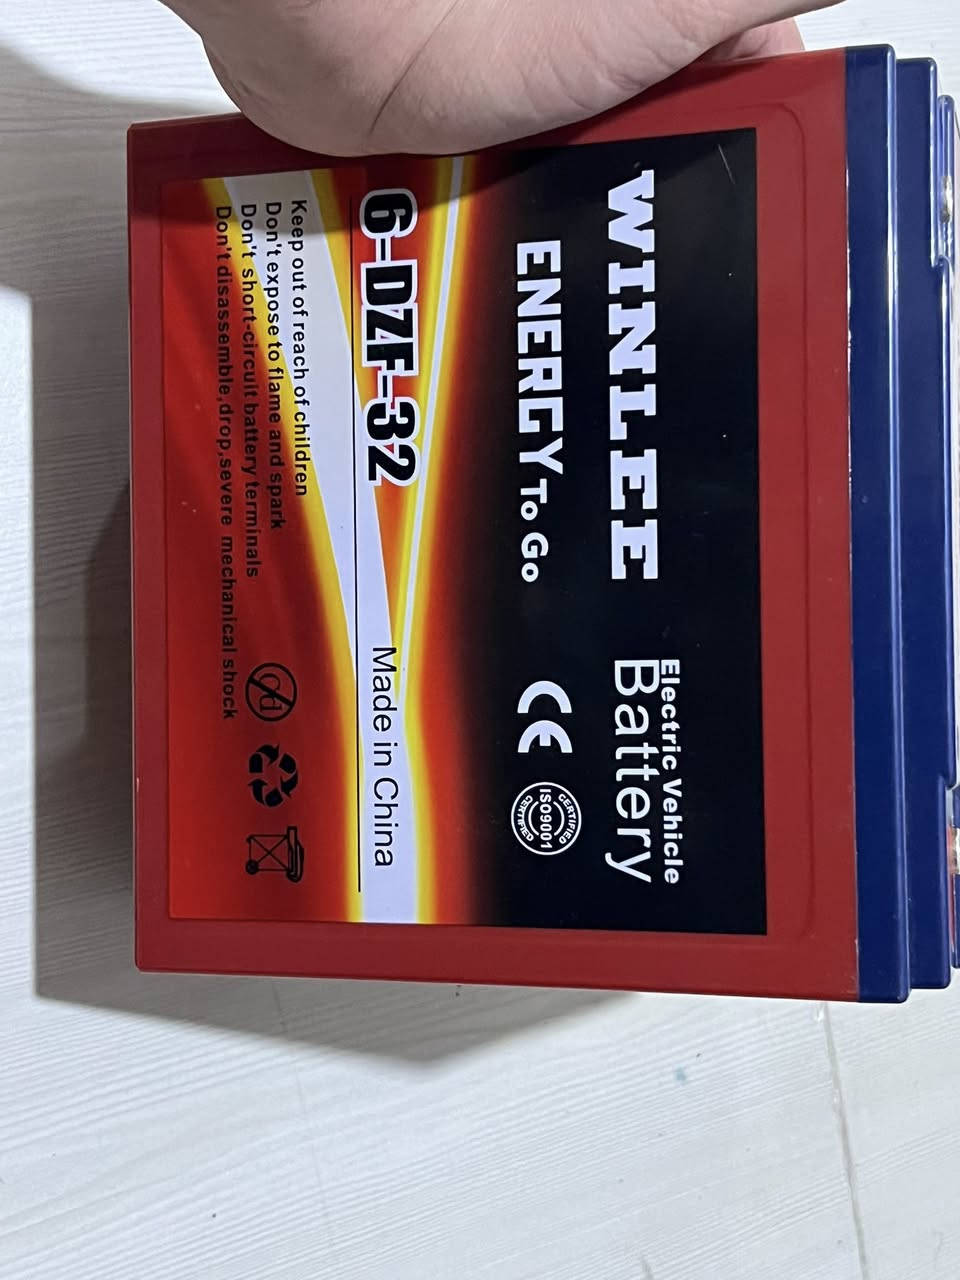 WINLEE Electric Vehicle
Battery
ENERGY TO GO CE CERTIFIED ISO9001 CERTIFIED
6-DZF-32 Made in China
Keep out of reach of children
Don't expose to flame and spark
Don't short-circuit battery terminals
Don't disassemble,drop,severe mechanical shock